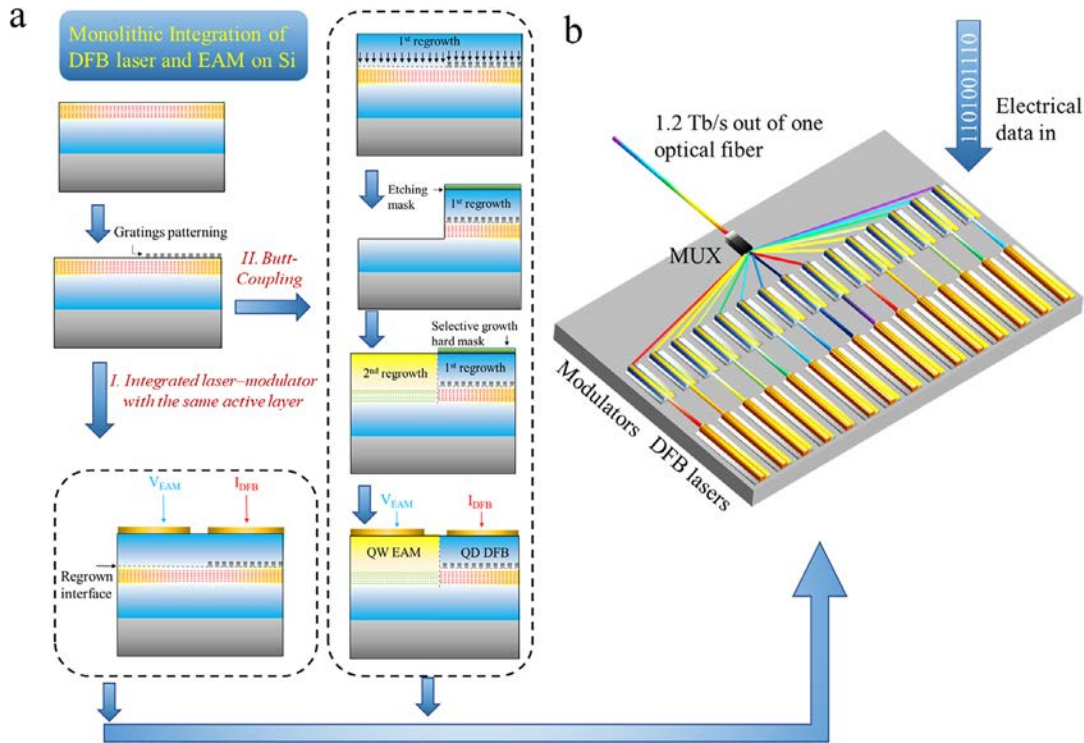 a
Monolithic Integration of
DFB laser and EAM on Si
Gratings patterning
II. Butt-
Coupling
I. Integrated laser–modulator
with the same active layer
V_EAM
I_DFB
Regrown
interface
1st regrowth
Etching
mask
1st regrowth
Selective growth
hard mask
2nd regrowth
1st regrowth
V_EAM
I_DFB
QW EAM
QD DFB
b
1101001110
Electrical
data in
1.2 Tb/s out of one
optical fiber
MUX
Modulators
DFB lasers